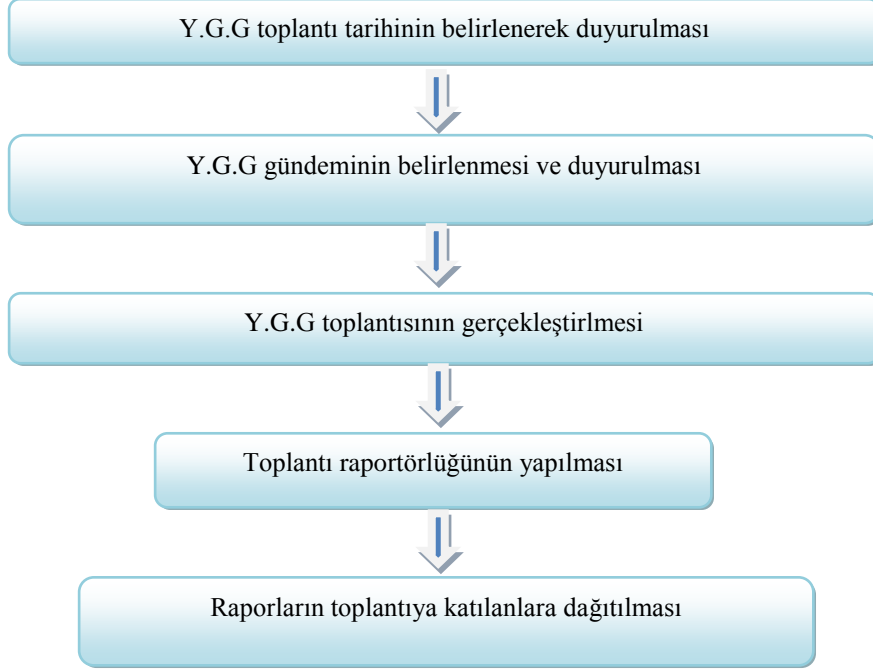 Y.G.G toplantı tarihinin belirlenerek duyurulması
Y.G.G gündeminin belirlenmesi ve duyurulması
Y.G.G toplantısının gerçekleştirlmesi
Toplantı raportörlüğünün yapılması
Raporların toplantıya katılanlara dağıtılması